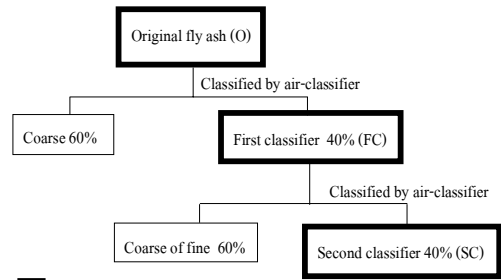 Original fly ash (O)
Classified by air-classifier
Coarse 60%
First classifier 40% (FC)
Classified by air-classifier
Coarse of fine 60%
Second classifier 40% (SC)